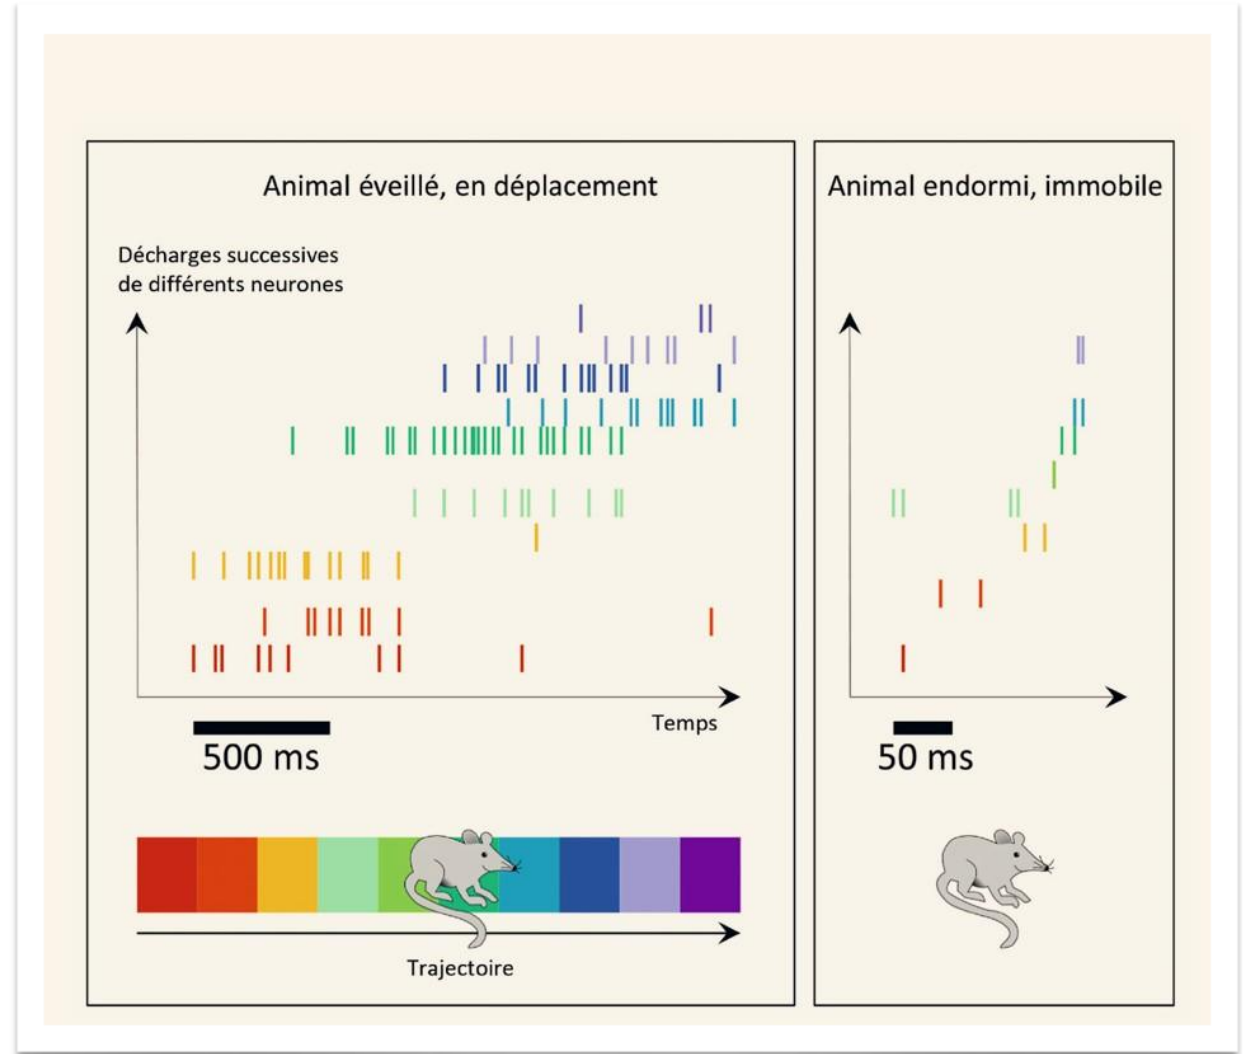 Animal éveillé, en déplacement
Décharges successives
de différents neurones
Temps
500 ms
Trajectoire
Animal endormi, immobile
50 ms